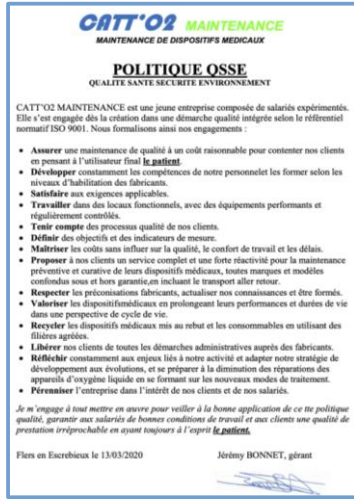 CATT'O2 MAINTENANCE
MAINTENANCE DE DISPOSITIFS MEDICAUX
POLITIQUE QSSE
QUALITE SANTE SECURITE ENVIRONNEMENT
CATT'O2 MAINTENANCE est une jeune entreprise composée de salariés expérimentés.
Elle s'est engagée dès la création dans une démarche qualité intégrée selon le référentiel
normatif ISO 9001. Nous formalisons ainsi nos engagements :
• Assurer une maintenance de qualité à un coût raisonnable pour contenter nos clients
en pensant à l'utilisateur final le patient.
• Développer constamment les compétences de notre personnelet les former selon les
niveaux d'habilitation des fabricants.
• Satisfaire aux exigences applicables.
• Travailler dans des locaux fonctionnels, avec des équipements performants et
régulièrement contrôlés.
• Tenir compte des processus qualité de nos clients.
• Définir des objectifs et des indicateurs de mesure.
• Maîtriser les coûts sans influer sur la qualité, le confort de travail et les délais.
• Proposer à nos clients un service complet et une forte réactivité pour la maintenance
préventive et curative de leurs dispositifs médicaux, toutes marques et modèles
confondus sous et hors garantie,en incluant le transport aller retour.
• Respecter les préconisations fabricants, actualiser nos connaissances et être formés.
• Valoriser les dispositifsmédicaux en prolongeant leurs performances et durées de vie
dans une perspective de cycle de vie.
• Recycler les dispositifs médicaux mis au rebut et les consommables en utilisant des
filières agréées.
• Libérer nos clients de toutes les démarches administratives auprès des fabricants.
• Réfléchir constamment aux enjeux liés à notre activité et adapter notre stratégie de
développement aux évolutions, et se préparer à la diminution des réparations des
appareils d'oxygène liquide en se formant sur les nouveaux modes de traitement.
• Pérenniser l'entreprise dans l'intérêt de nos clients et de nos salariés.
Je m'engage à tout mettre en œuvre pour veiller à la bonne application de ce tte politique
qualité, garantir aux salariés de bonnes conditions de travail et aux clients une qualité de
prestation irréprochable en ayant toujours à l'esprit le patient.
Flers en Escrebieux le 13/03/2020 Jérémy BONNET, gérant